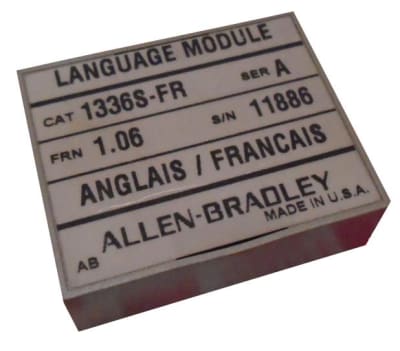 LANGUAGE MODULE
CAT 1336S-FR SER A
FRN 1.06 S/N 11886
ANGLAIS / FRANCAIS
ALLEN-BRADLEY
AB MADE IN U.S.A.